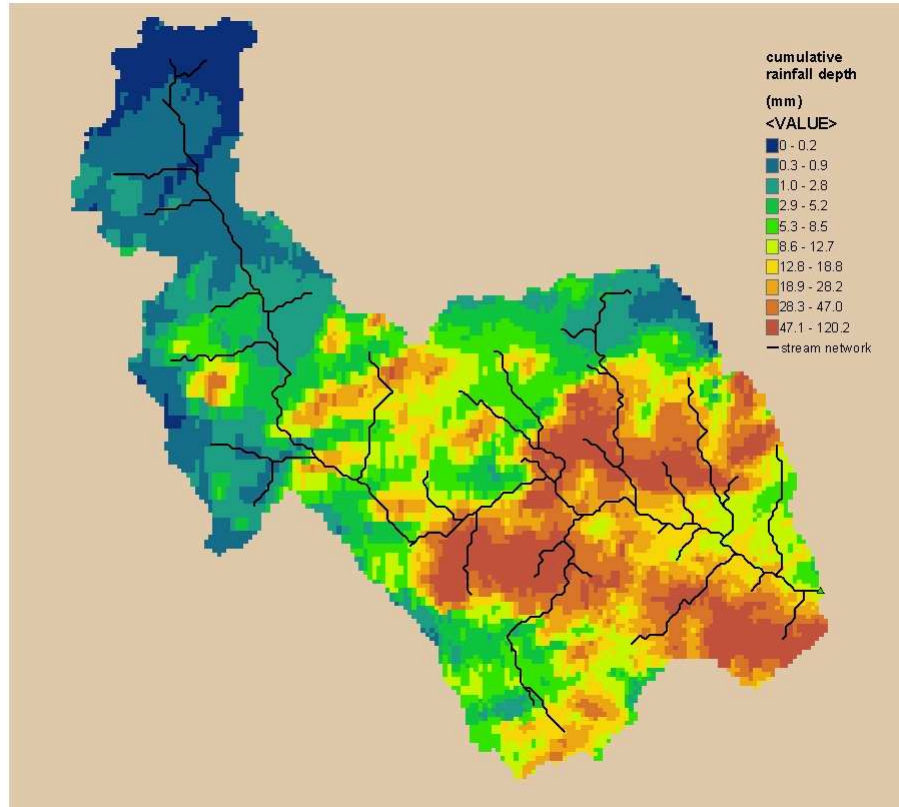 cumulative
rainfall depth
(mm)
<VALUE>
0 - 0.2
0.3 - 0.9
1.0 - 2.8
2.9 - 5.2
5.3 - 8.5
8.6 - 12.7
12.8 - 18.8
18.9 - 28.2
28.3 - 47.0
47.1 - 120.2
stream network